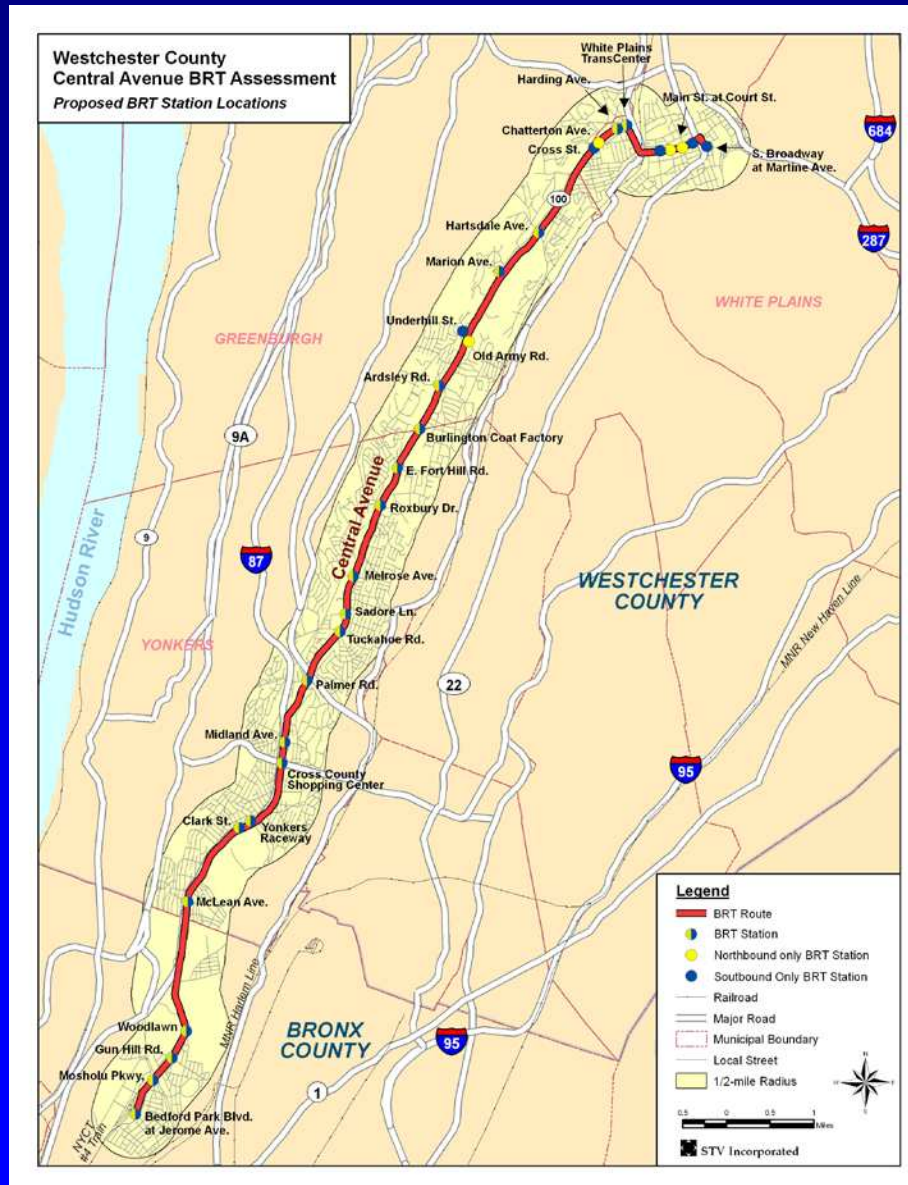 Westchester County
Central Avenue BRT Assessment
Proposed BRT Station Locations
White Plains
TransCenter
Harding Ave.
Main St. at Court St.
Chatterton Ave.
Cross St.
S. Broadway
at Martine Ave.
684
100
287
Hartsdale Ave.
Marion Ave.
WHITE PLAINS
Underhill St.
GREENBURGH
Old Army Rd.
Ardsley Rd.
9A
Burlington Coat Factory
E. Fort Hill Rd.
Central Avenue
Roxbury Dr.
9
87
Hudson River
Melrose Ave.
WESTCHESTER
COUNTY
MNR New Haven Line
Sadore Ln.
Tuckahoe Rd.
YONKERS
Palmer Rd.
22
Midland Ave.
95
Cross County
Shopping Center
Clark St.
Yonkers
Raceway
McLean Ave.
MNR Harlem Line
Woodlawn
BRONX
COUNTY
95
Gun Hill Rd.
Mosholu Pkwy.
1
Bedford Park Blvd.
at Jerome Ave.
NYCT
#4 Train
Legend
BRT Route
BRT Station
Northbound only BRT Station
Southbound Only BRT Station
Railroad
Major Road
Municipal Boundary
Local Street
1/2-mile Radius
N
0.5 0 0.5 1
Miles
STV Incorporated